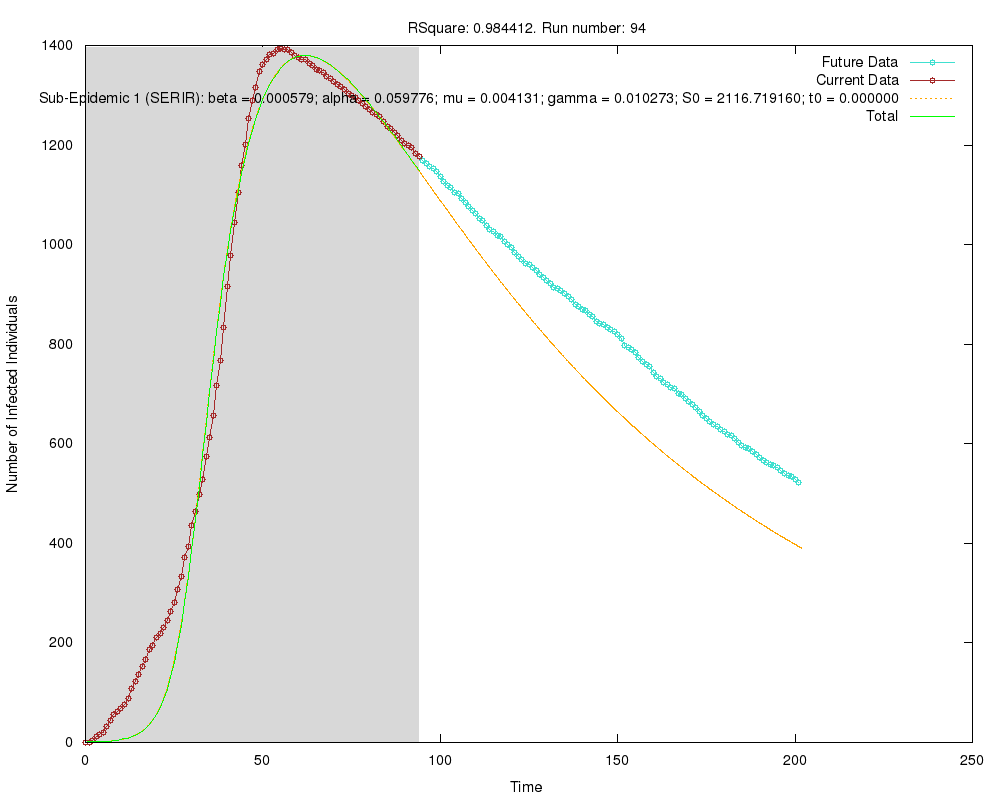 RSquare: 0.984412. Run number: 94
Future Data
Current Data
Sub-Epidemic 1 (SERIR): beta = 0.000579; alpha = 0.059776; mu = 0.004131; gamma = 0.010273; S0 = 2116.719160; t0 = 0.000000
Total
Number of Infected Individuals
1400
1200
1000
800
600
400
200
0
0 50 100 150 200 250
Time